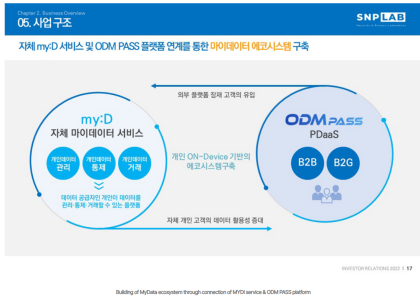 Chapter 2. Business Overview
05. 사업구조
SNPLAB
자체 my:D 서비스 및 ODM PASS 플랫폼 연계를 통한 마이데이터 에코시스템 구축
외부 플랫폼 잠재 고객의 유입
my:D
자체 마이데이터 서비스
개인데이터
관리
개인데이터
통제
개인데이터
거래
데이터 공급자인 개인이 데이터를
관리·통제·거래할 수 있는 플랫폼
개인 ON-Device 기반의
에코시스템구축
ODM PASS
PDaaS
B2B
B2G
자체 개인 고객의 데이터 활용성 증대
INVESTOR RELATIONS 2022 | 17
Building of MyData ecosystem through connection of MYDI service & ODM PASS platform